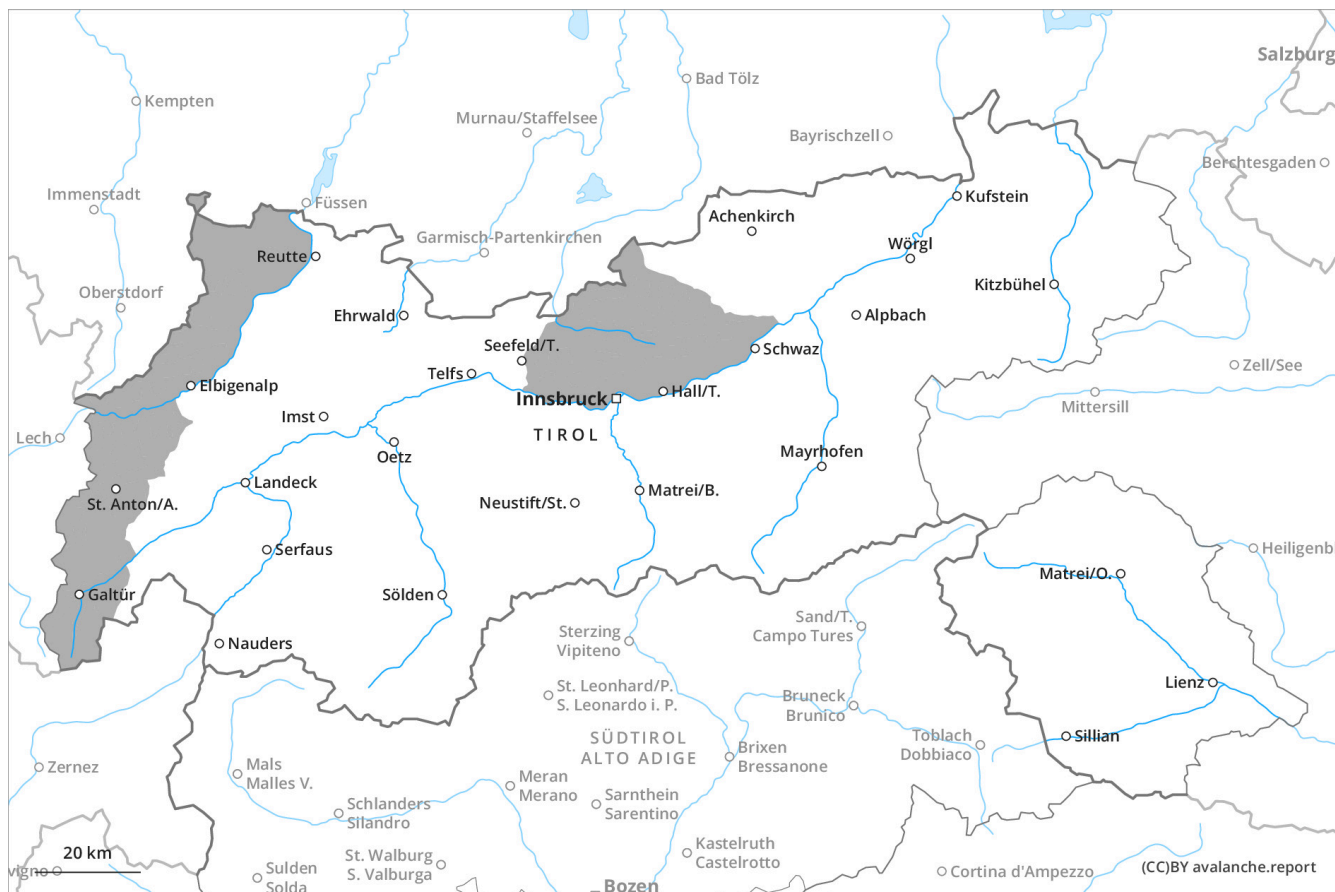 Salzburg
Bad Tölz
Kempten
Murnau/Staffelsee
Bayrischzell
Berchtesgaden
Immenstadt
Füssen
Kufstein
Achenkirch
Garmisch-Partenkirchen
Wörgl
Reutte
Kitzbühel
Oberstdorf
Ehrwald
Alpbach
Seefeld/T.
Schwaz
Zell/See
Telfs
Elbigenalp
Hall/T.
Innsbruck
Mittersill
Imst
TIROL
Lech
Oetz
Mayrhofen
Landeck
Matrei/B.
St. Anton/A.
Neustift/St.
Serfaus
Heiligenb
Matrei/O.
Galtür
Sölden
Sand/T.
Campo Tures
Sterzing
Vipiteno
Nauders
Lienz
St. Leonhard/P.
S. Leonardo i. P.
Bruneck
Brunico
SÜDTIROL
ALTO ADIGE
Sillian
Toblach
Dobbiaco
Brixen
Bressanone
Zernez
Mals
Malles V.
Meran
Merano
Sarnthein
Sarentino
Schlanders
Silandro
Kastelruth
Castelrotto
20 km
St. Walburg
S. Valburga
vigno
Sulden
Solda
Cortina d'Ampezzo
(CC)BY avalanche.report
Bozen